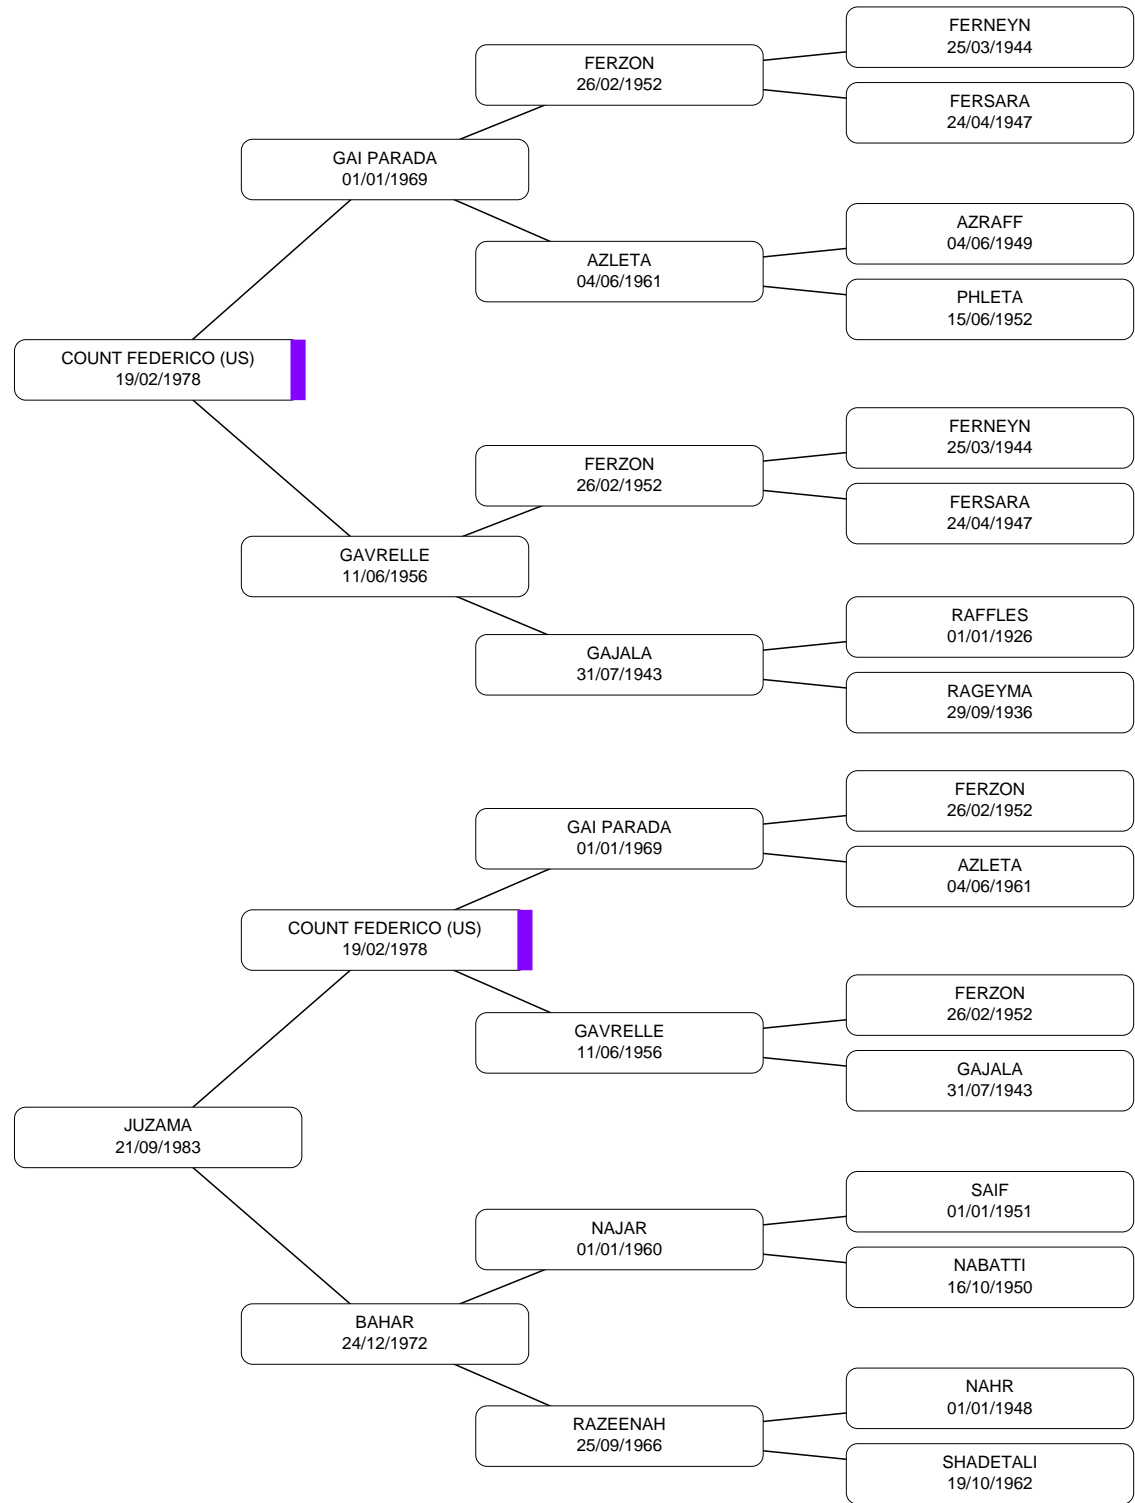 FERNEYN
25/03/1944
FERZON
26/02/1952
FERSARA
24/04/1947
GAI PARADA
01/01/1969
AZRAFF
04/06/1949
AZLETA
04/06/1961
PHLETA
15/06/1952
COUNT FEDERICO (US)
19/02/1978
FERNEYN
25/03/1944
FERZON
26/02/1952
FERSARA
24/04/1947
GAVRELLE
11/06/1956
RAFFLES
01/01/1926
GAJALA
31/07/1943
RAGEYMA
29/09/1936
FERZON
26/02/1952
GAI PARADA
01/01/1969
AZLETA
04/06/1961
COUNT FEDERICO (US)
19/02/1978
FERZON
26/02/1952
GAVRELLE
11/06/1956
GAJALA
31/07/1943
JUZAMA
21/09/1983
SAIF
01/01/1951
NAJAR
01/01/1960
NABATTI
16/10/1950
BAHAR
24/12/1972
NAHR
01/01/1948
RAZEENAH
25/09/1966
SHADETALI
19/10/1962